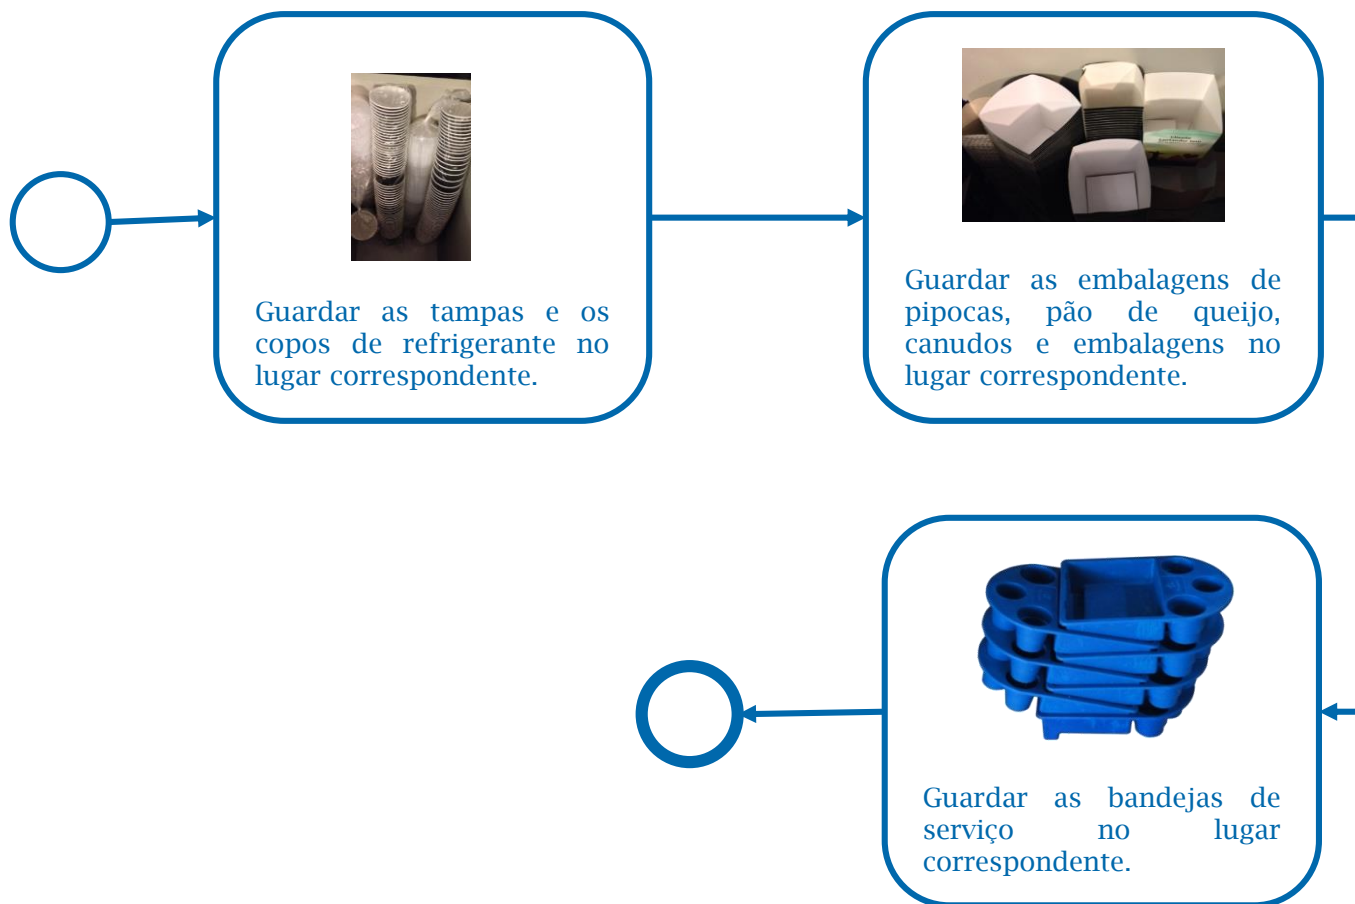 Guardar as tampas e os
copos de refrigerante no
lugar correspondente.
Guardar as embalagens de
pipocas, pão de queijo,
canudos e embalagens no
lugar correspondente.
Guardar as bandejas de
serviço no lugar
correspondente.